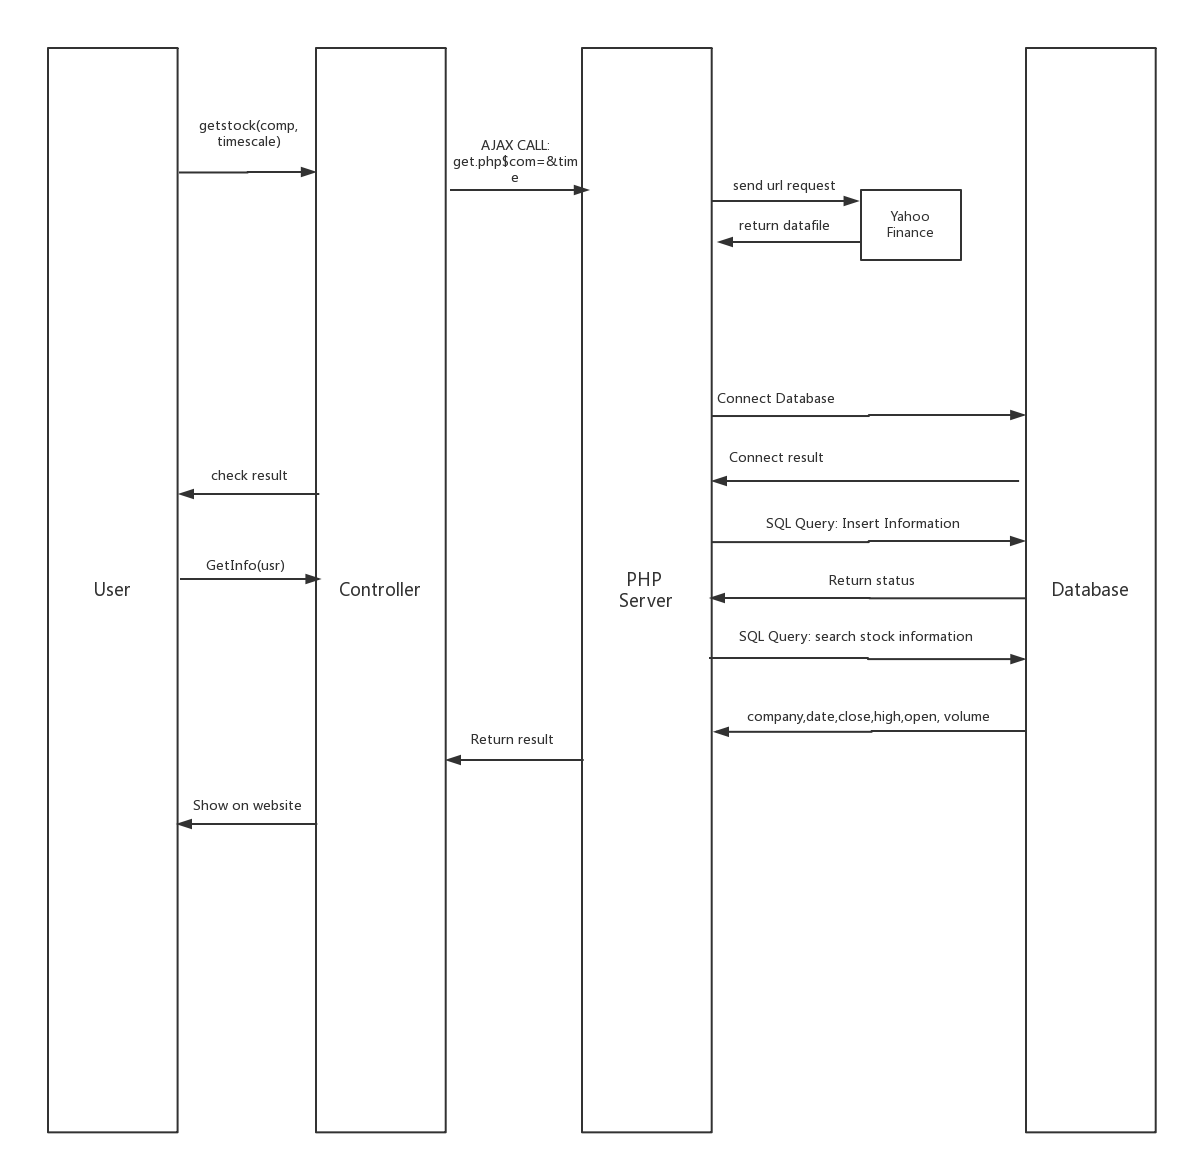 getstock(comp,
timescale)
AJAX CALL:
get.php$com=&tim
e
send url request
Yahoo
Finance
return datafile
Connect Database
Connect result
check result
SQL Query: Insert Information
GetInfo(usr)
User
Controller
PHP
Server
Return status
Database
SQL Query: search stock information
company,date,close,high,open, volume
Return result
Show on website